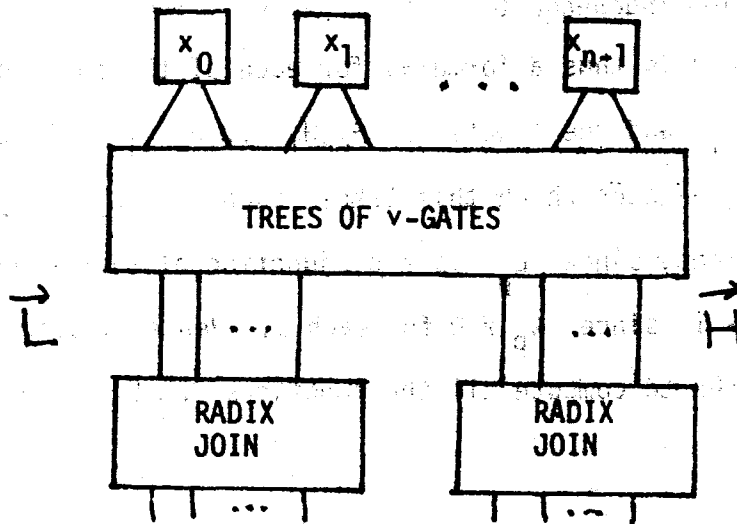 x₀ x₁ ... xₙ₊₁
TREES OF v-GATES
L⃗ ... ... I⃗
RADIX JOIN RADIX JOIN
... ...